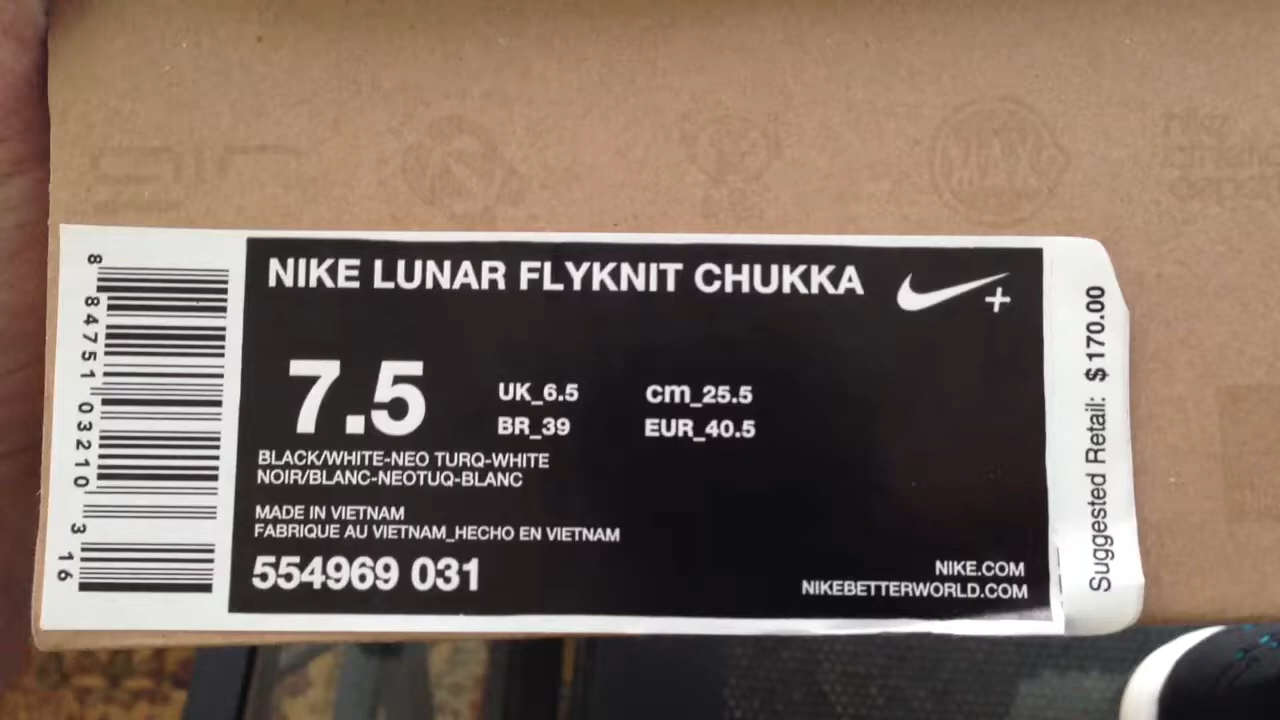 MAX
NIKE LUNAR FLYKNIT CHUKKA
7.5
UK_6.5
cm_25.5
BR_39
EUR_40.5
BLACK/WHITE-NEO TURQ-WHITE
NOIR/BLANC-NEOTUQ-BLANC
MADE IN VIETNAM
FABRIQUE AU VIETNAM_HECHO EN VIETNAM
554969 031
NIKE.COM
NIKEBETTERWORLD.COM
8 84751 03210 3 16
Suggested Retail: $170.00